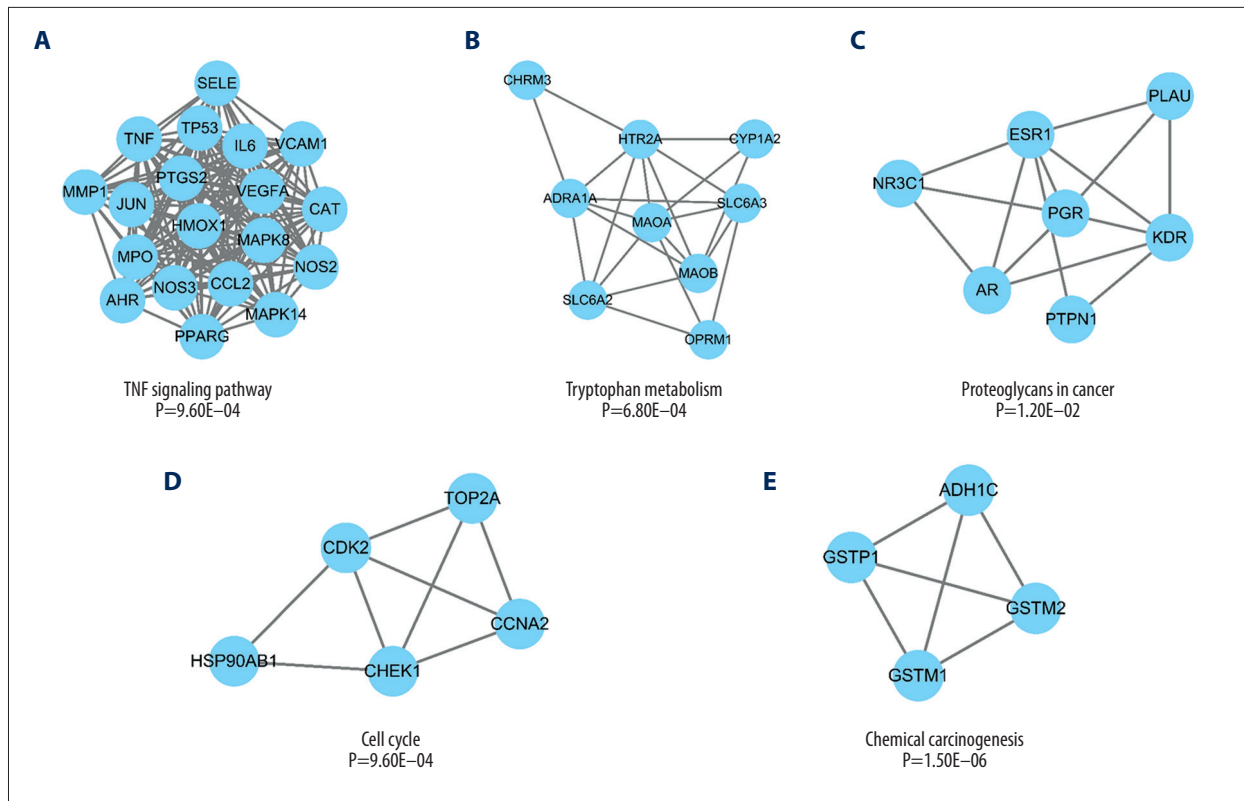 A
SELE
TNF
TP53
IL6
VCAM1
MMP1
PTGS2
VEGFA
JUN
CAT
HMOX1
MAPK8
MPO
NOS2
AHR
NOS3
CCL2
MAPK14
PPARG
TNF signaling pathway
P=9.60E–04
B
CHRM3
HTR2A
CYP1A2
ADRA1A
SLC6A3
MAOA
MAOB
SLC6A2
OPRM1
Tryptophan metabolism
P=6.80E–04
C
PLAU
ESR1
NR3C1
PGR
KDR
AR
PTPN1
Proteoglycans in cancer
P=1.20E–02
D
TOP2A
CDK2
CCNA2
HSP90AB1
CHEK1
Cell cycle
P=9.60E–04
E
ADH1C
GSTP1
GSTM2
GSTM1
Chemical carcinogenesis
P=1.50E–06